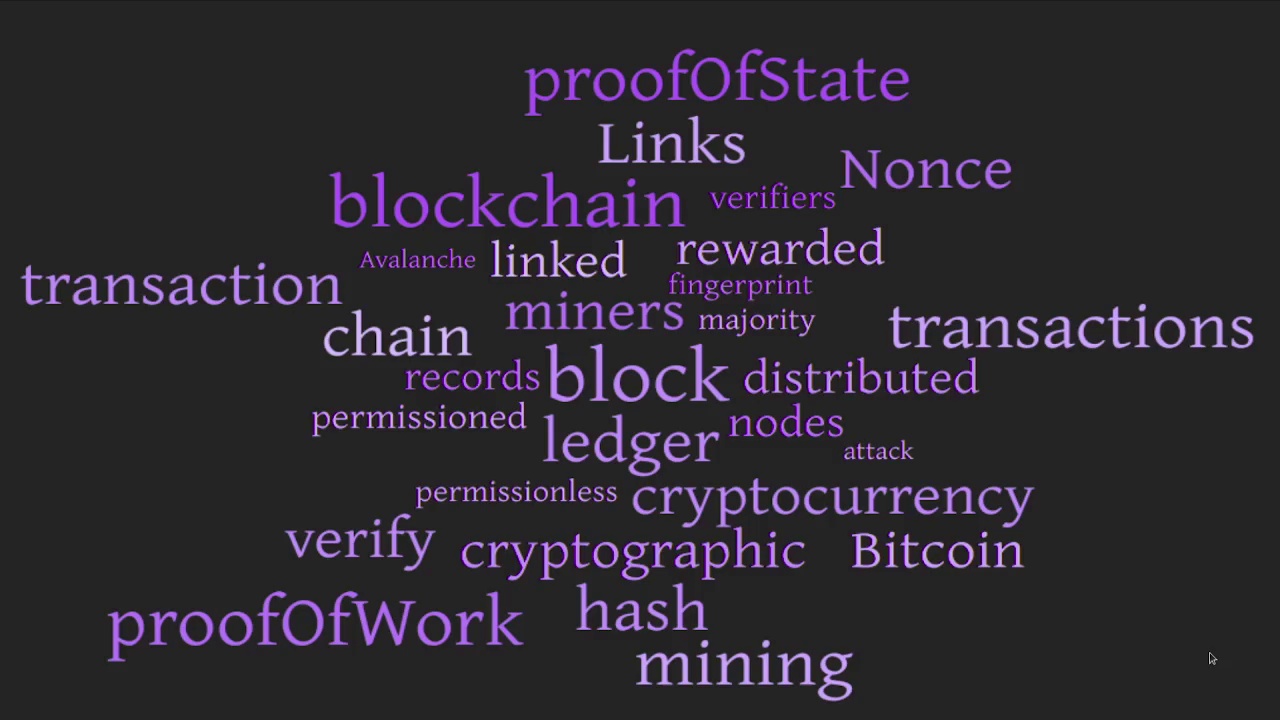 proofOfState
Links
Nonce
blockchain
verifiers
rewarded
Avalanche
linked
transaction
fingerprint
miners
majority
transactions
chain
records
block
distributed
permissioned
ledger
nodes
attack
permissionless
cryptocurrency
verify
cryptographic
Bitcoin
proofOfWork
hash
mining